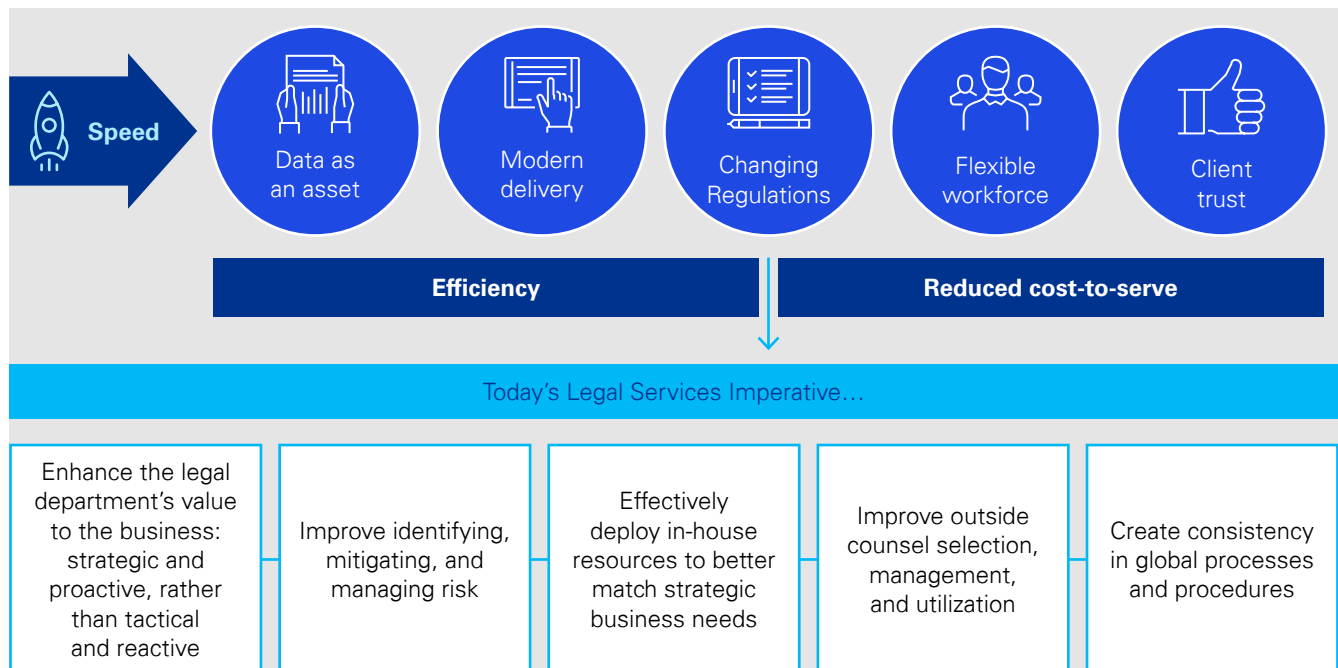 Speed
Data as
an asset
Modern
delivery
Changing
Regulations
Flexible
workforce
Client
trust
Efficiency
Reduced cost-to-serve
Today’s Legal Services Imperative…
Enhance the legal
department’s value
to the business:
strategic and
proactive, rather
than tactical
and reactive
Improve identifying,
mitigating, and
managing risk
Effectively
deploy in-house
resources to better
match strategic
business needs
Improve outside
counsel selection,
management,
and utilization
Create consistency
in global processes
and procedures